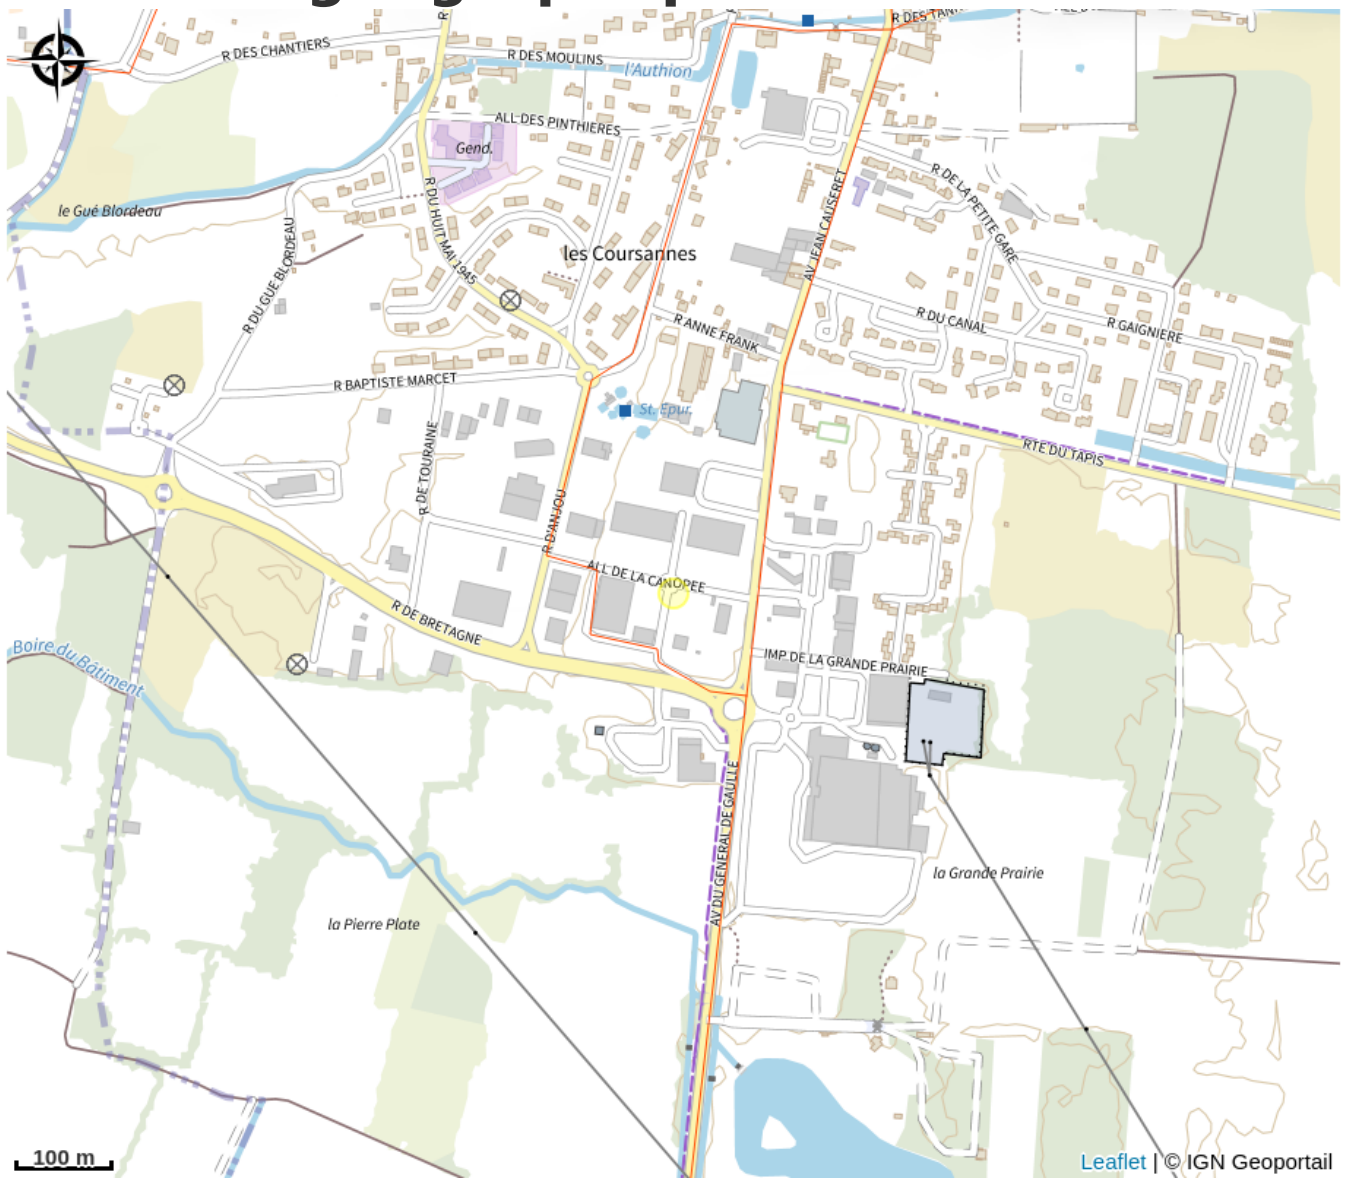 R DES TANN
R DES CHANTIERS
R DES MOULINS
l'Authion
ALL DES PINTHIERES
Gend.
R DE LA PETITE GARE
le Gué Blordeau
R DU HUIT MAI 1945
AV JEAN CAUSERET
les Coursannes
R DU GUE BLORDEAU
R ANNE FRANK
R DU CANAL
R GAIGNIERE
R BAPTISTE MARCET
St. Epur.
R DE TOURAINE
RTE DU TAPIS
R D'ANJOU
ALL DE LA CANOPEE
R DE BRETAGNE
Boire du Bâtiment
IMP DE LA GRANDE PRAIRIE
AV DU GENERAL DE GAULLE
la Grande Prairie
la Pierre Plate
100 m
Leaflet | © IGN Geoportail